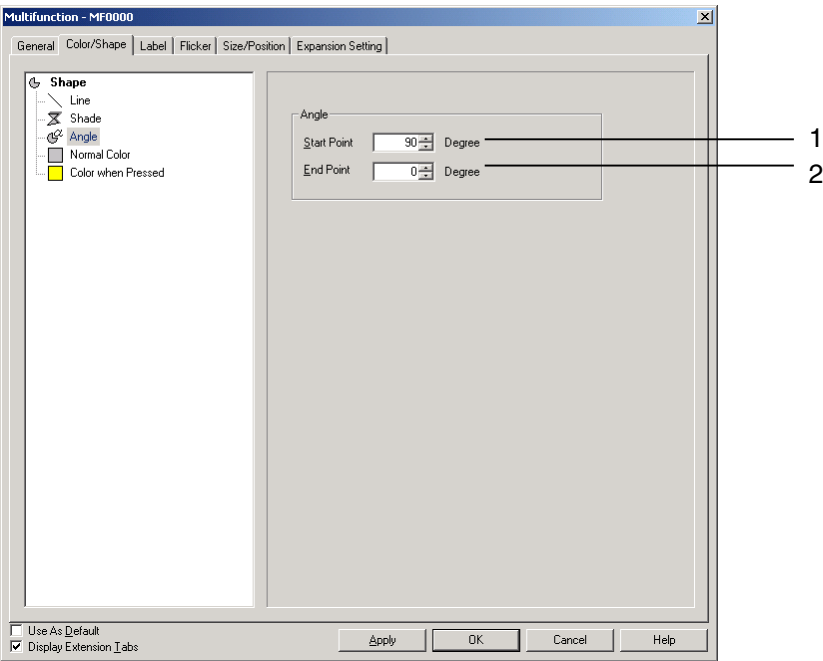 Multifunction - MF0000
General Color/Shape Label Flicker Size/Position Expansion Setting
Shape
Line
Shade
Angle
Normal Color
Color when Pressed
Angle
Start Point 90 Degree 1
End Point 0 Degree 2
Use As Default
Display Extension Tabs
Apply OK Cancel Help